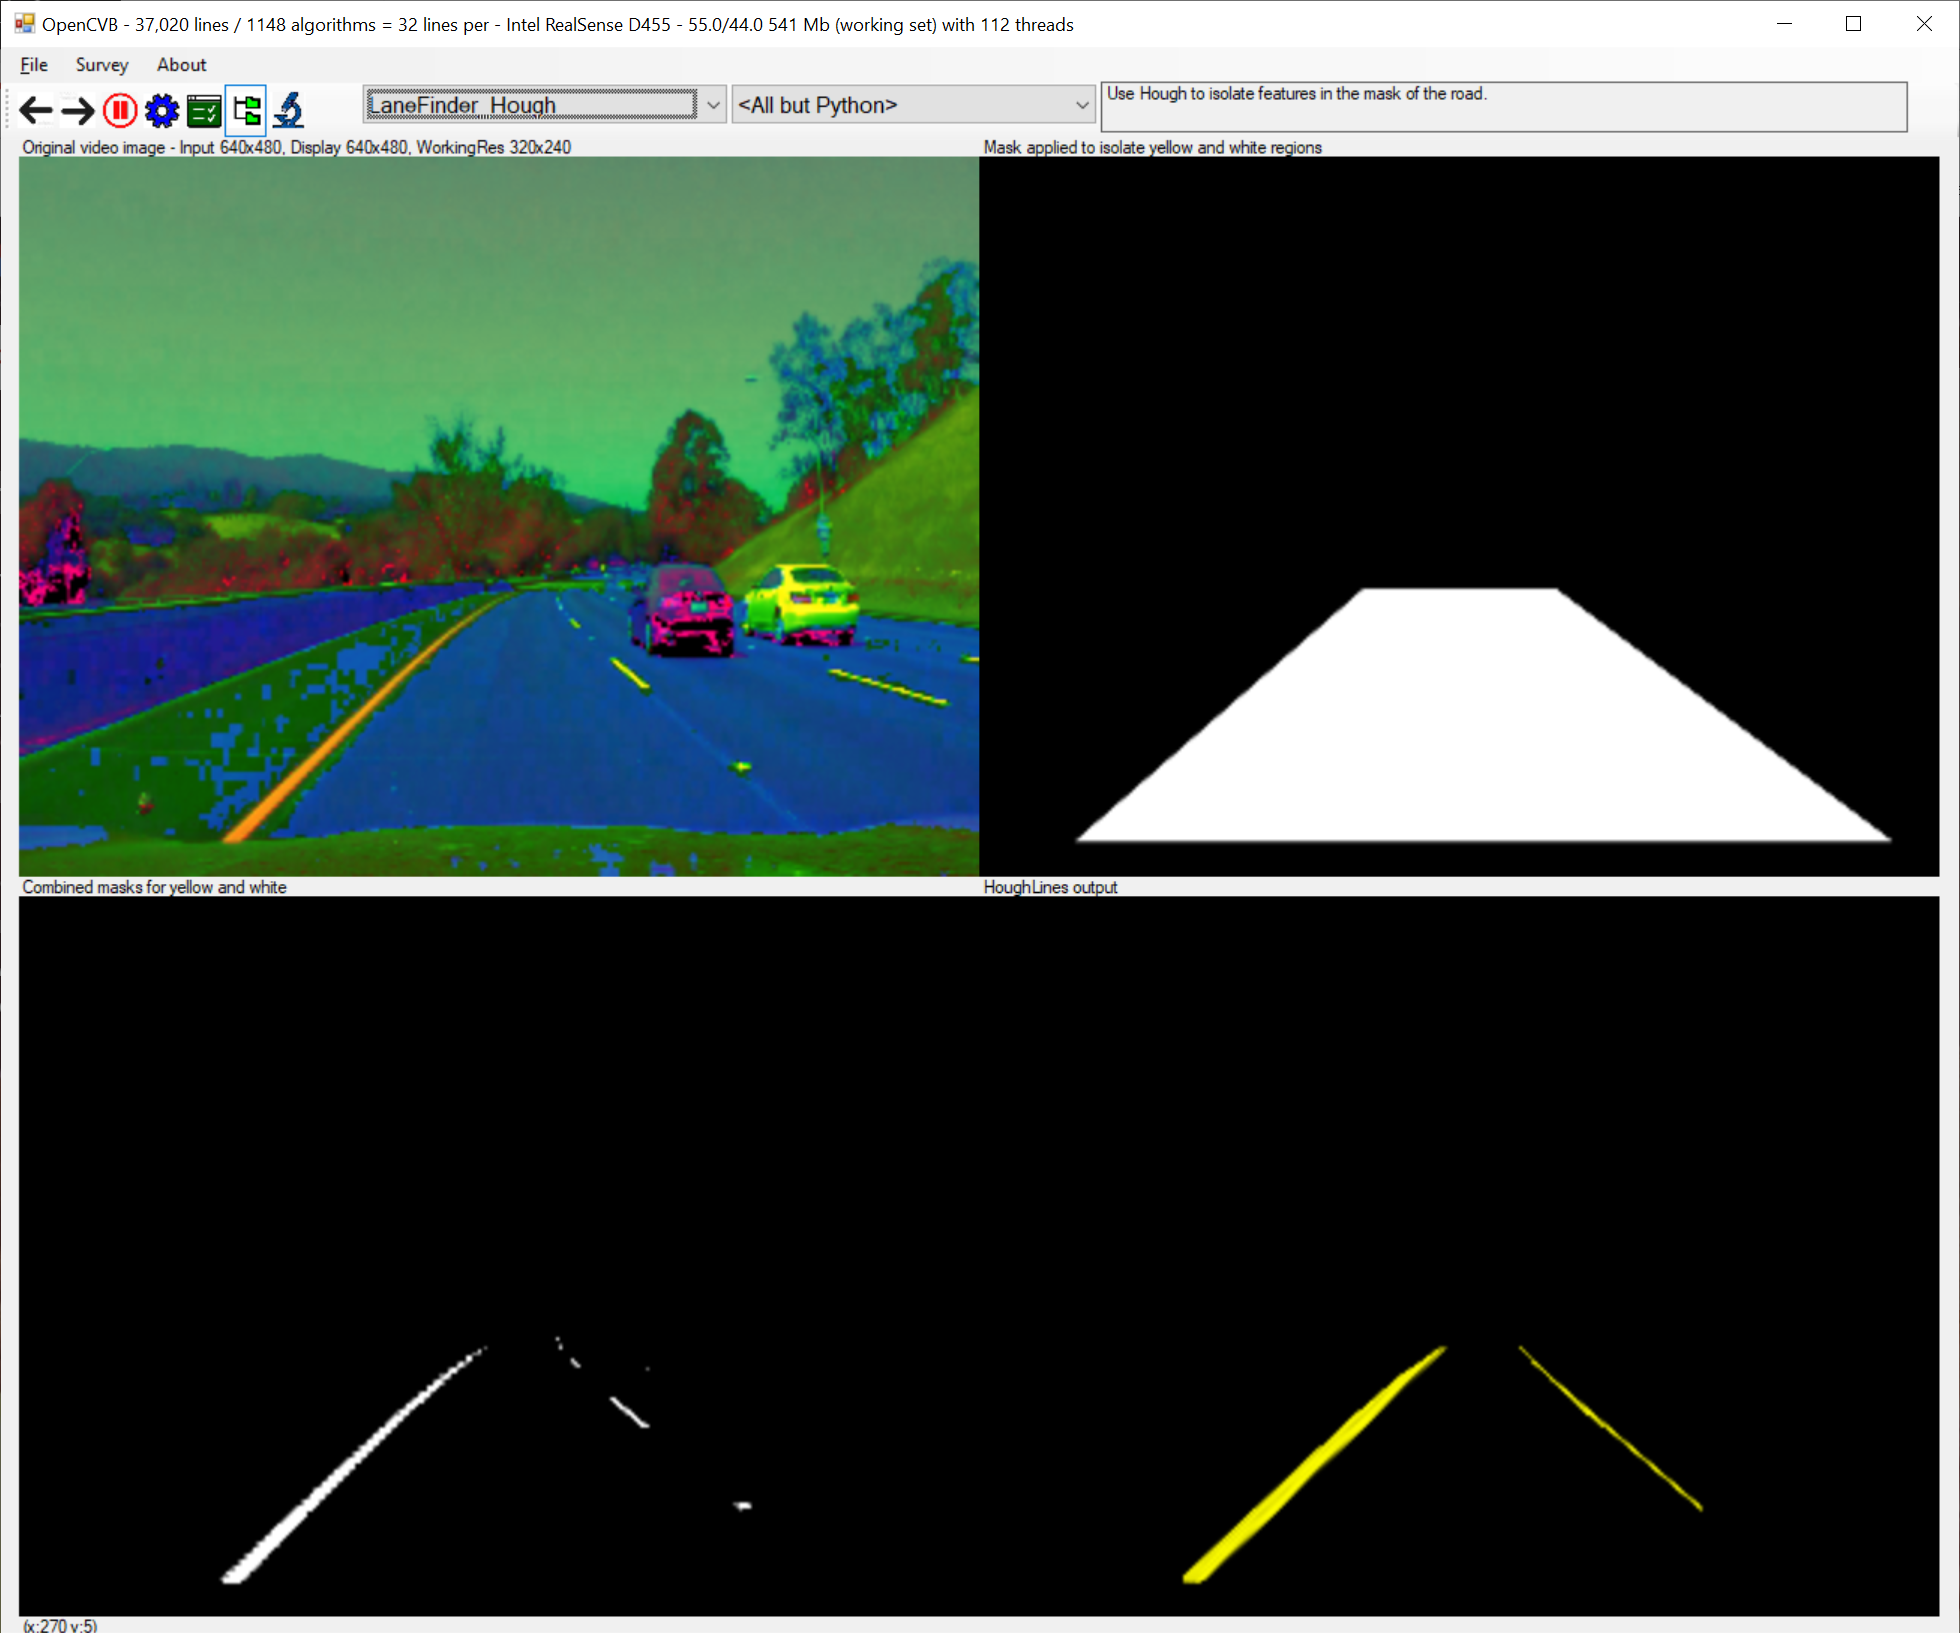 OpenCVB - 37,020 lines / 1148 algorithms = 32 lines per - Intel RealSense D455 - 55.0/44.0 541 Mb (working set) with 112 threads
File Survey About
LaneFinder_Hough <All but Python> Use Hough to isolate features in the mask of the road.
Original video image - Input 640x480, Display 640x480, WorkingRes 320x240
Mask applied to isolate yellow and white regions
Combined masks for yellow and white
HoughLines output
(x:270 y:5)